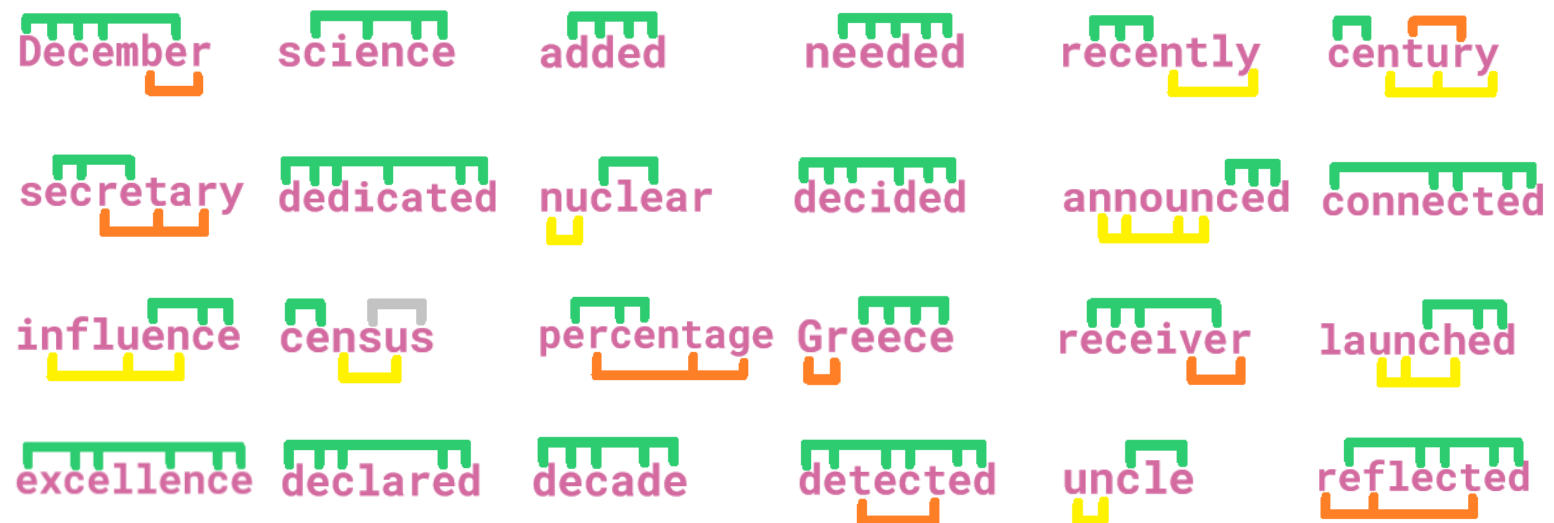 December science added needed recently century
secretary dedicated nuclear decided announced connected
influence census percentage Greece receiver launched
excellence declared decade detected uncle reflected